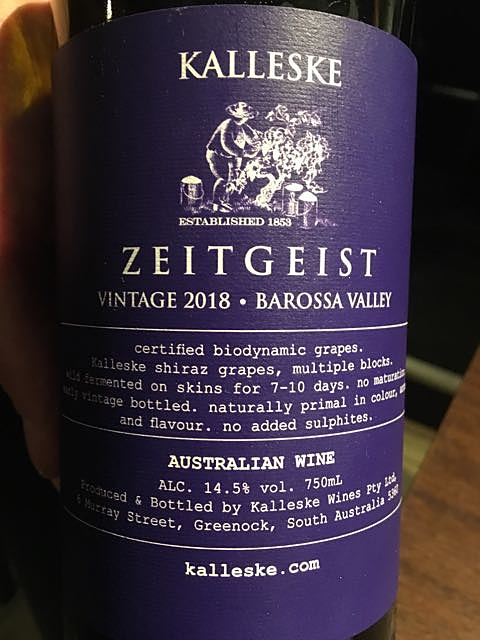 KALLESKE
ESTABLISHED 1853
ZEITGEIST
VINTAGE 2018 • BAROSSA VALLEY
certified biodynamic grapes.
Kalleske shiraz grapes, multiple blocks.
wild fermented on skins for 7-10 days. no maturation.
early vintage bottled. naturally primal in colour,
and flavour. no added sulphites.
AUSTRALIAN WINE
ALC. 14.5% vol. 750mL
Produced & Bottled by Kalleske Wines Pty Ltd,
6 Murray Street, Greenock, South Australia 5360
kalleske.com